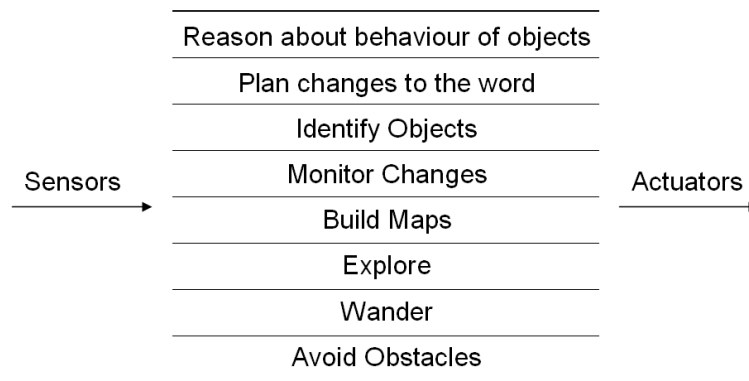 Reason about behaviour of objects
Plan changes to the word
Identify Objects
Sensors
Monitor Changes
Actuators
Build Maps
Explore
Wander
Avoid Obstacles